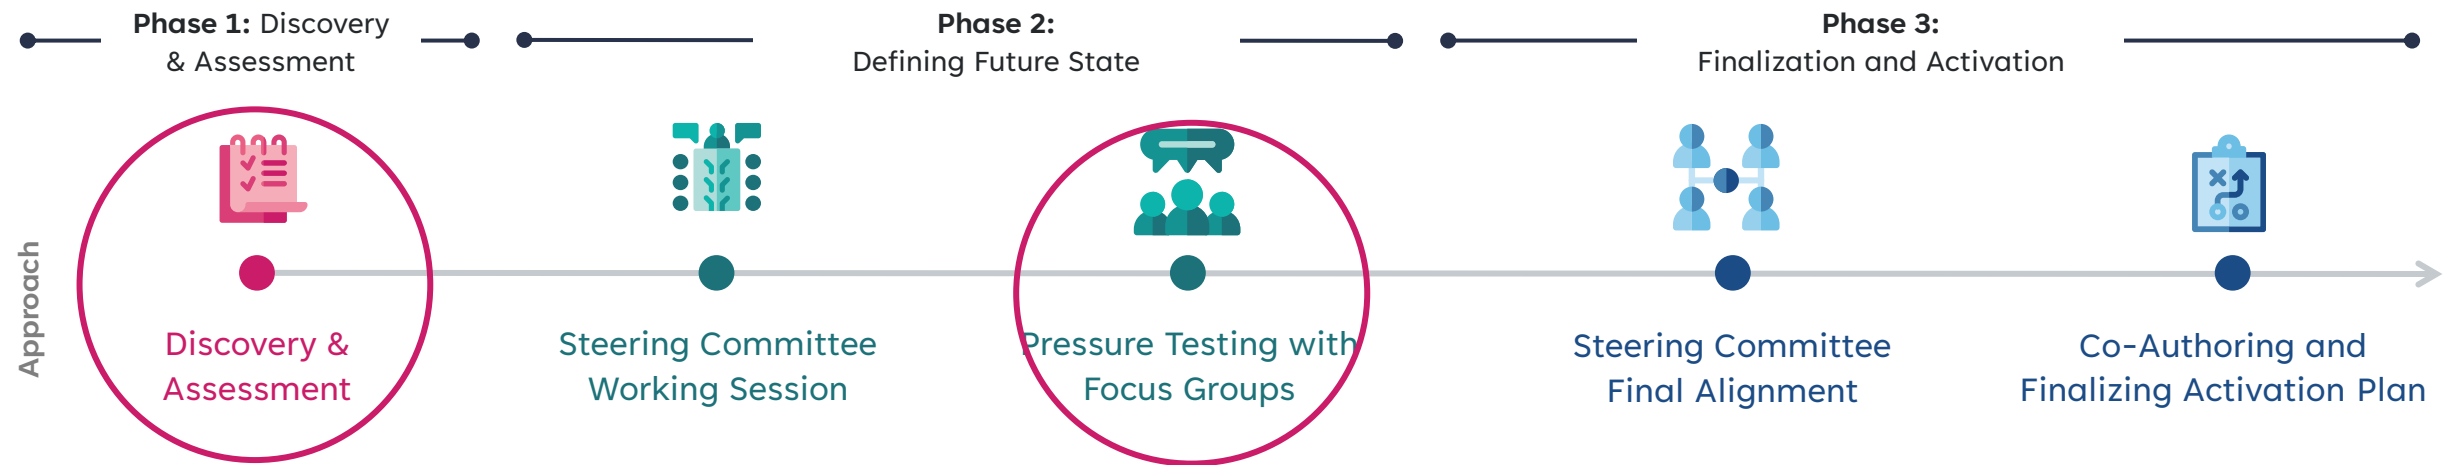 Phase 1: Discovery
& Assessment
Phase 2:
Defining Future State
Phase 3:
Finalization and Activation
Approach
Discovery &
Assessment
Steering Committee
Working Session
Pressure Testing with
Focus Groups
Steering Committee
Final Alignment
Co-Authoring and
Finalizing Activation Plan